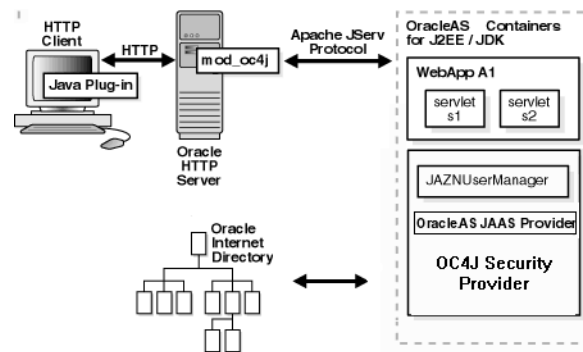 HTTP
Client
Java Plug-in
HTTP
mod_oc4j
Oracle
HTTP
Server
Apache JServ
Protocol
OracleAS Containers
for J2EE / JDK
WebApp A1
servlet
s1
servlet
s2
JAZNUserManager
OracleAS JAAS Provider
OC4J Security
Provider
Oracle
Internet
Directory